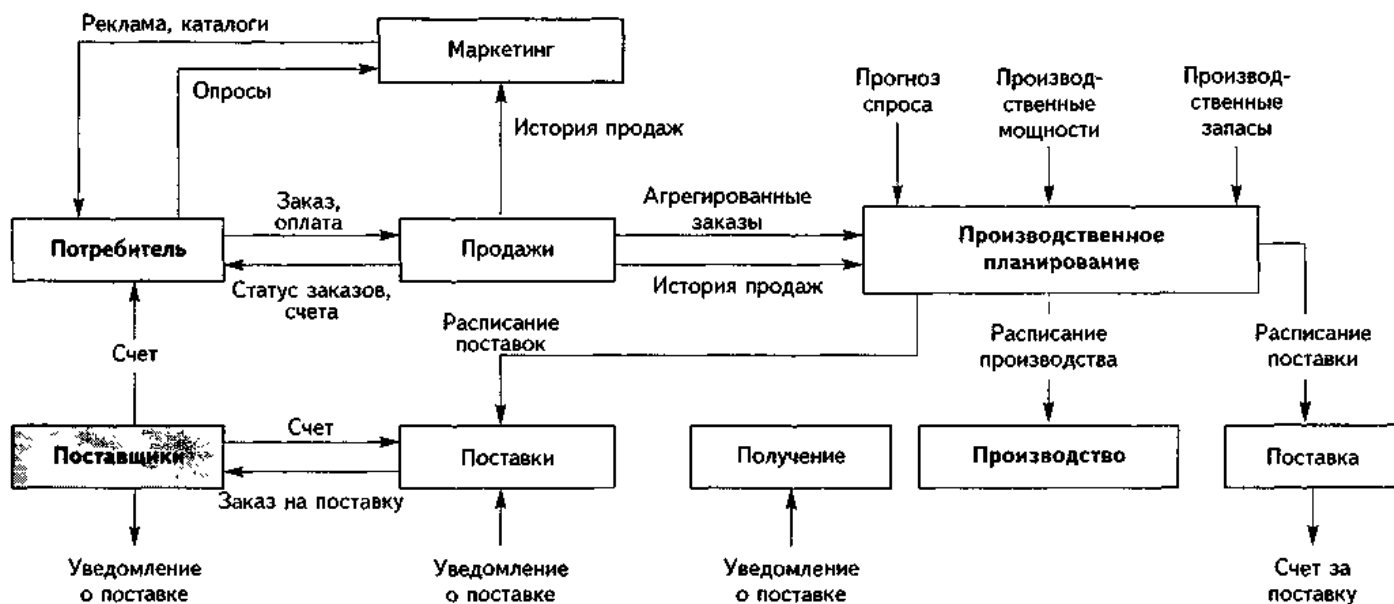 Реклама, каталоги
Маркетинг
Опросы
История продаж
Прогноз
спроса
Производ-
ственные
мощности
Производ-
ственные
запасы
Потребитель
Заказ,
оплата
Продажи
Агрегированные
заказы
Производственное
планирование
Статус заказов,
счета
История продаж
Счет
Расписание
поставок
Расписание
производства
Расписание
поставки
Поставщики
Счет
Поставки
Получение
Производство
Поставка
Заказ на поставку
Уведомление
о поставке
Уведомление
о поставке
Уведомление
о поставке
Счет за
поставку